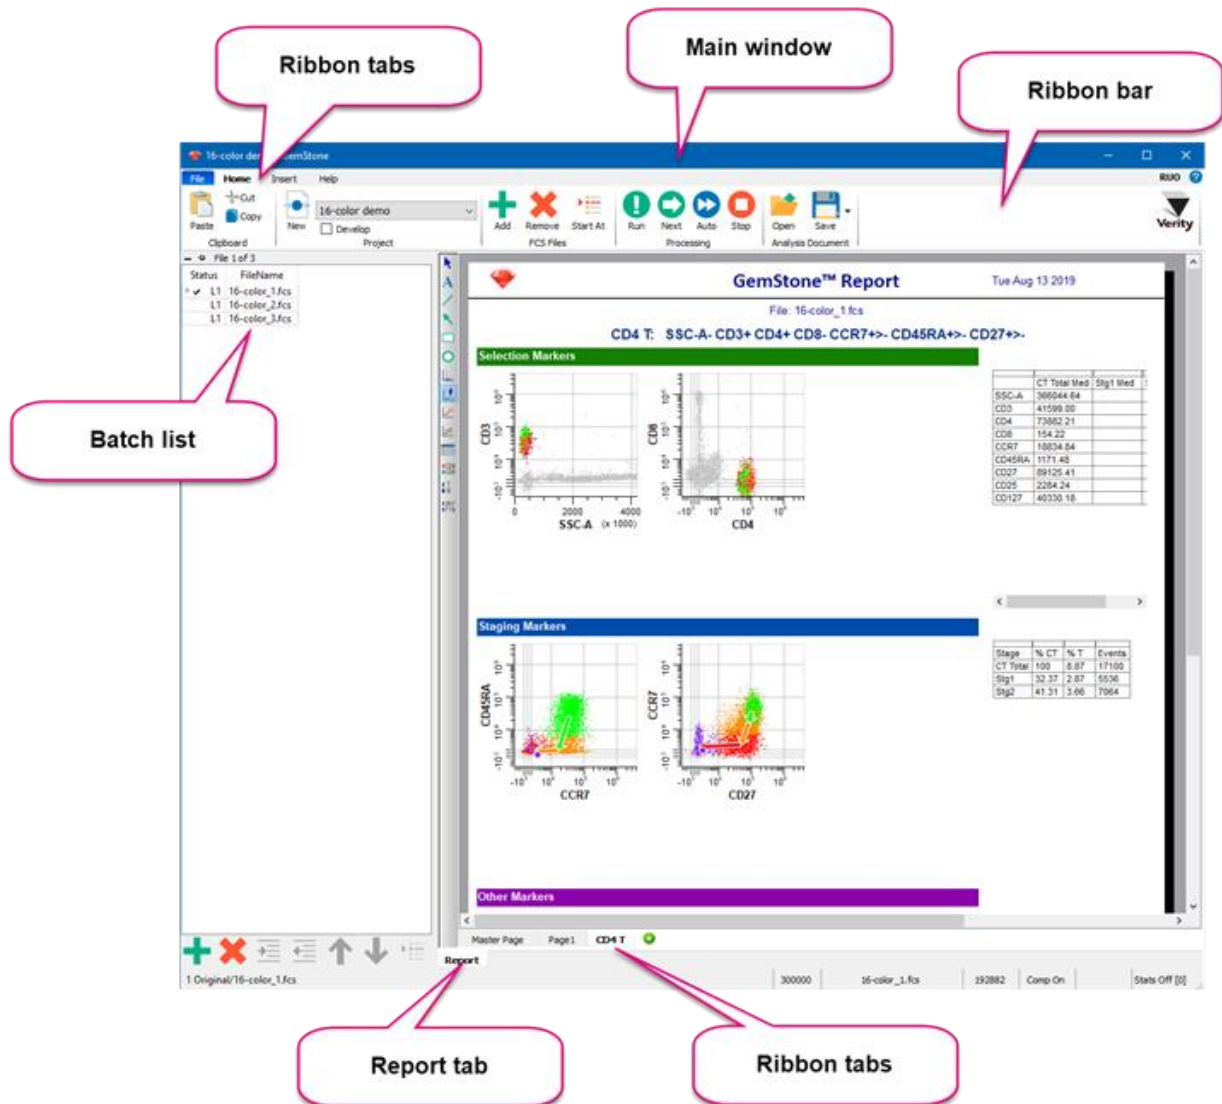 Ribbon tabs
Main window
Ribbon bar
16-color demo - GemStone
File Home Insert Help
RUO
Paste
Cut
Copy
Clipboard
New
16-color demo
Develop
Project
Add Remove Start At
FCS Files
Run Next Auto Stop
Processing
Open Save
Analysis Document
Verity
File 1 of 3
Status FileName
L1 16-color_1.fcs
L1 16-color_2.fcs
L1 16-color_3.fcs
Batch list
GemStone™ Report
Tue Aug 13 2019
File: 16-color_1.fcs
CD4 T: SSC-A- CD3+ CD4+ CD8- CCR7+>- CD45RA+>- CD27+>-
Selection Markers
CD3
0 2000 4000
SSC-A (x 1000)
CD8
CD4
CT Total Med Stg1 Med
SSC-A 366044.64
CD3 41599.00
CD4 73882.21
CD8 154.22
CCR7 18834.84
CD45RA 1171.48
CD27 89125.41
CD25 2284.24
CD127 40330.18
Staging Markers
CD45RA
CCR7
CCR7
CD27
Stage % CT % T Events
CT Total 100 8.87 17100
Stg1 32.37 2.87 5536
Stg2 41.31 3.66 7064
Other Markers
Master Page Page1 CD4 T
Report
1 Original/16-color_1.fcs
300000 16-color_1.fcs 192882 Comp On Stats Off [0]
Report tab
Ribbon tabs